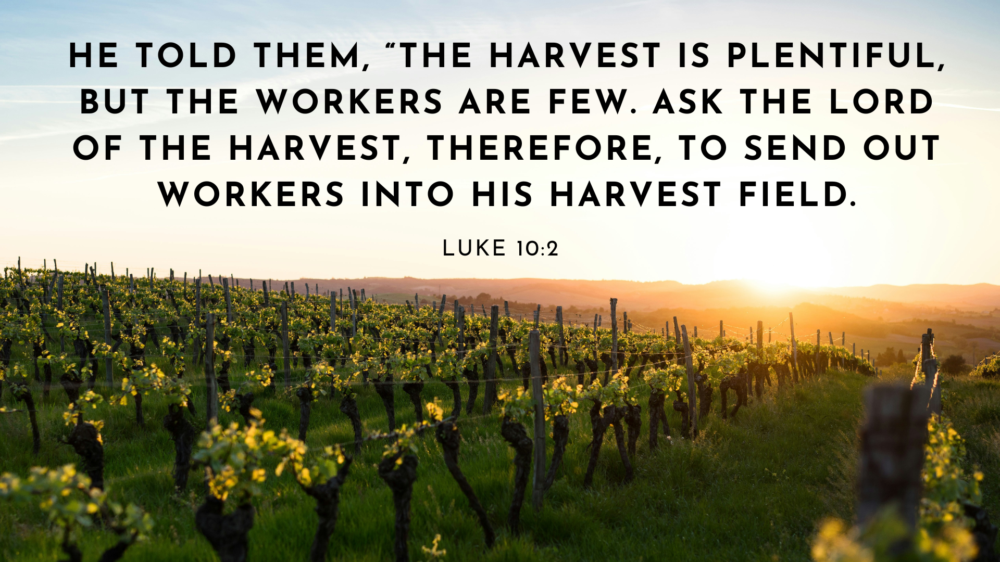 HE TOLD THEM, “THE HARVEST IS PLENTIFUL,
BUT THE WORKERS ARE FEW. ASK THE LORD
OF THE HARVEST, THEREFORE, TO SEND OUT
WORKERS INTO HIS HARVEST FIELD.
LUKE 10:2